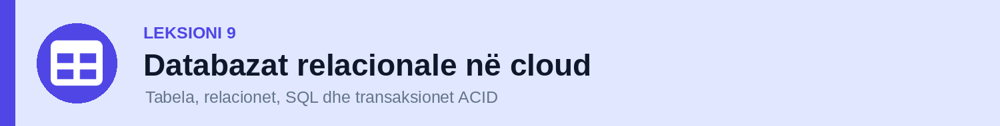 LEKSIONI 9
Databazat relacionale në cloud
Tabela, relacionet, SQL dhe transaksionet ACID